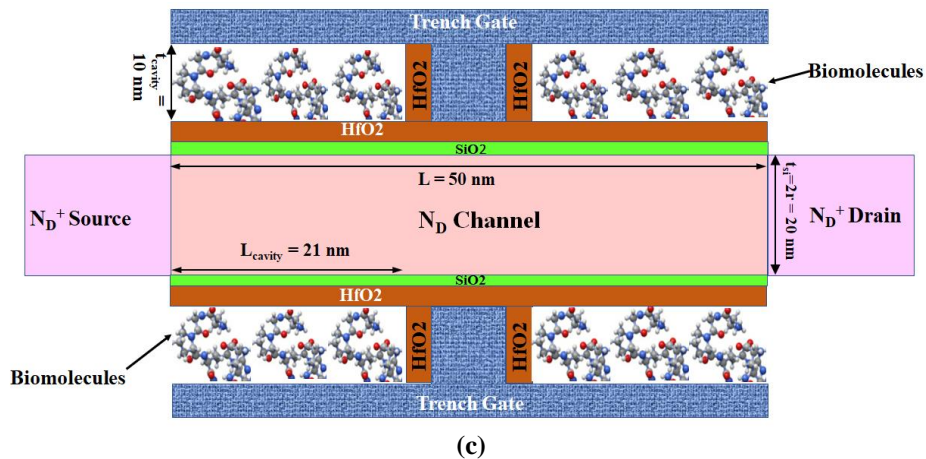 Trench Gate
t_cavity =
10 nm
HfO2
HfO2
Biomolecules
HfO2
SiO2
L = 50 nm
N_D^+ Source
N_D Channel
t_si=2r = 20 nm
N_D^+ Drain
L_cavity = 21 nm
SiO2
HfO2
HfO2
HfO2
Biomolecules
Trench Gate
(c)